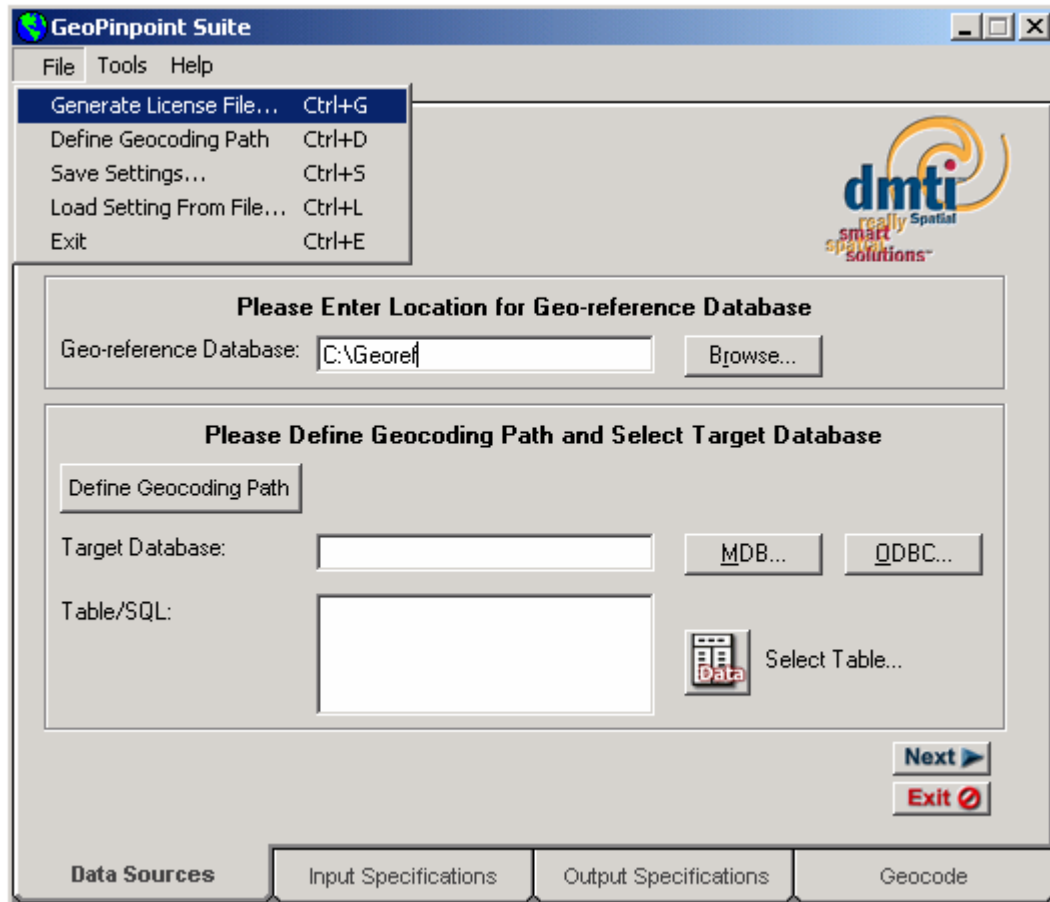 GeoPinpoint Suite
File Tools Help
Generate License File... Ctrl+G
Define Geocoding Path Ctrl+D
Save Settings... Ctrl+S
Load Setting From File... Ctrl+L
Exit Ctrl+E
dmti
Spatial
really
smart
spatial
solutions™
Please Enter Location for Geo-reference Database
Geo-reference Database: C:\Georef Browse...
Please Define Geocoding Path and Select Target Database
Define Geocoding Path
Target Database: MDB... ODBC...
Table/SQL:
Data Select Table...
Next
Exit
Data Sources Input Specifications Output Specifications Geocode